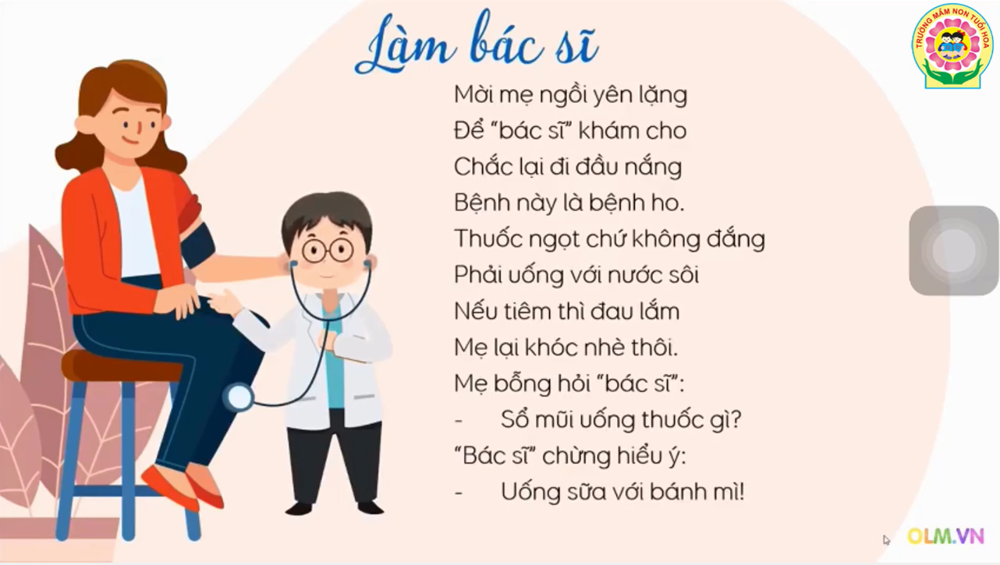 Làm bác sĩ
TRƯỜNG MẦM NON TUỔI HOA
Mời mẹ ngồi yên lặng
Để “bác sĩ” khám cho
Chắc lại đi đầu nắng
Bệnh này là bệnh ho.
Thuốc ngọt chứ không đắng
Phải uống với nước sôi
Nếu tiêm thì đau lắm
Mẹ lại khóc nhè thôi.
Mẹ bỗng hỏi “bác sĩ”:
- Sổ mũi uống thuốc gì?
“Bác sĩ” chừng hiểu ý:
- Uống sữa với bánh mì!
OLM.VN